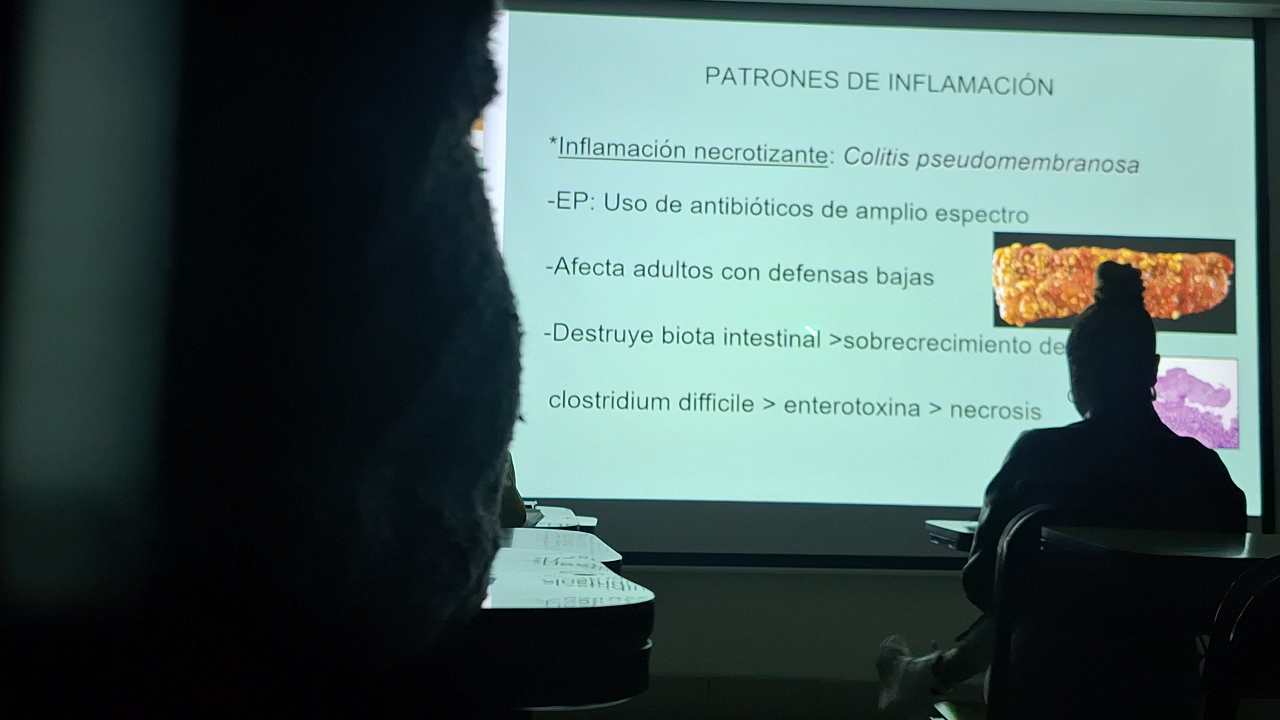 PATRONES DE INFLAMACIÓN
*Inflamación necrotizante: Colitis pseudomembranosa
-EP: Uso de antibióticos de amplio espectro
-Afecta adultos con defensas bajas
-Destruye biota intestinal >sobrecrecimiento de
clostridium difficile > enterotoxina > necrosis